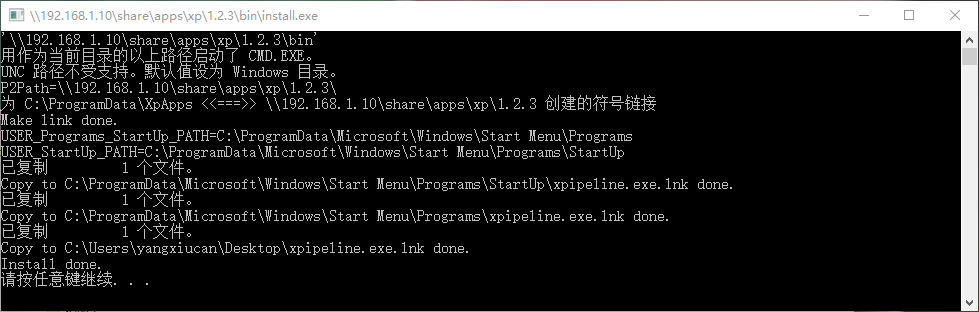 \\192.168.1.10\share\apps\xp\1.2.3\bin\install.exe
'\\192.168.1.10\share\apps\xp\1.2.3\bin'
用作为当前目录的以上路径启动了 CMD.EXE。
UNC 路径不受支持。默认值设为 Windows 目录。
P2Path=\\192.168.1.10\share\apps\xp\1.2.3\
为 C:\ProgramData\XpApps <<===>> \\192.168.1.10\share\apps\xp\1.2.3 创建的符号链接
Make link done.
USER_Programs_StartUp_PATH=C:\ProgramData\Microsoft\Windows\Start Menu\Programs
USER_StartUp_PATH=C:\ProgramData\Microsoft\Windows\Start Menu\Programs\StartUp
已复制         1 个文件。
Copy to C:\ProgramData\Microsoft\Windows\Start Menu\Programs\StartUp\xpipeline.exe.lnk done.
已复制         1 个文件。
Copy to C:\ProgramData\Microsoft\Windows\Start Menu\Programs\xpipeline.exe.lnk done.
已复制         1 个文件。
Copy to C:\Users\yangxiucan\Desktop\xpipeline.exe.lnk done.
Install done.
请按任意键继续. . .